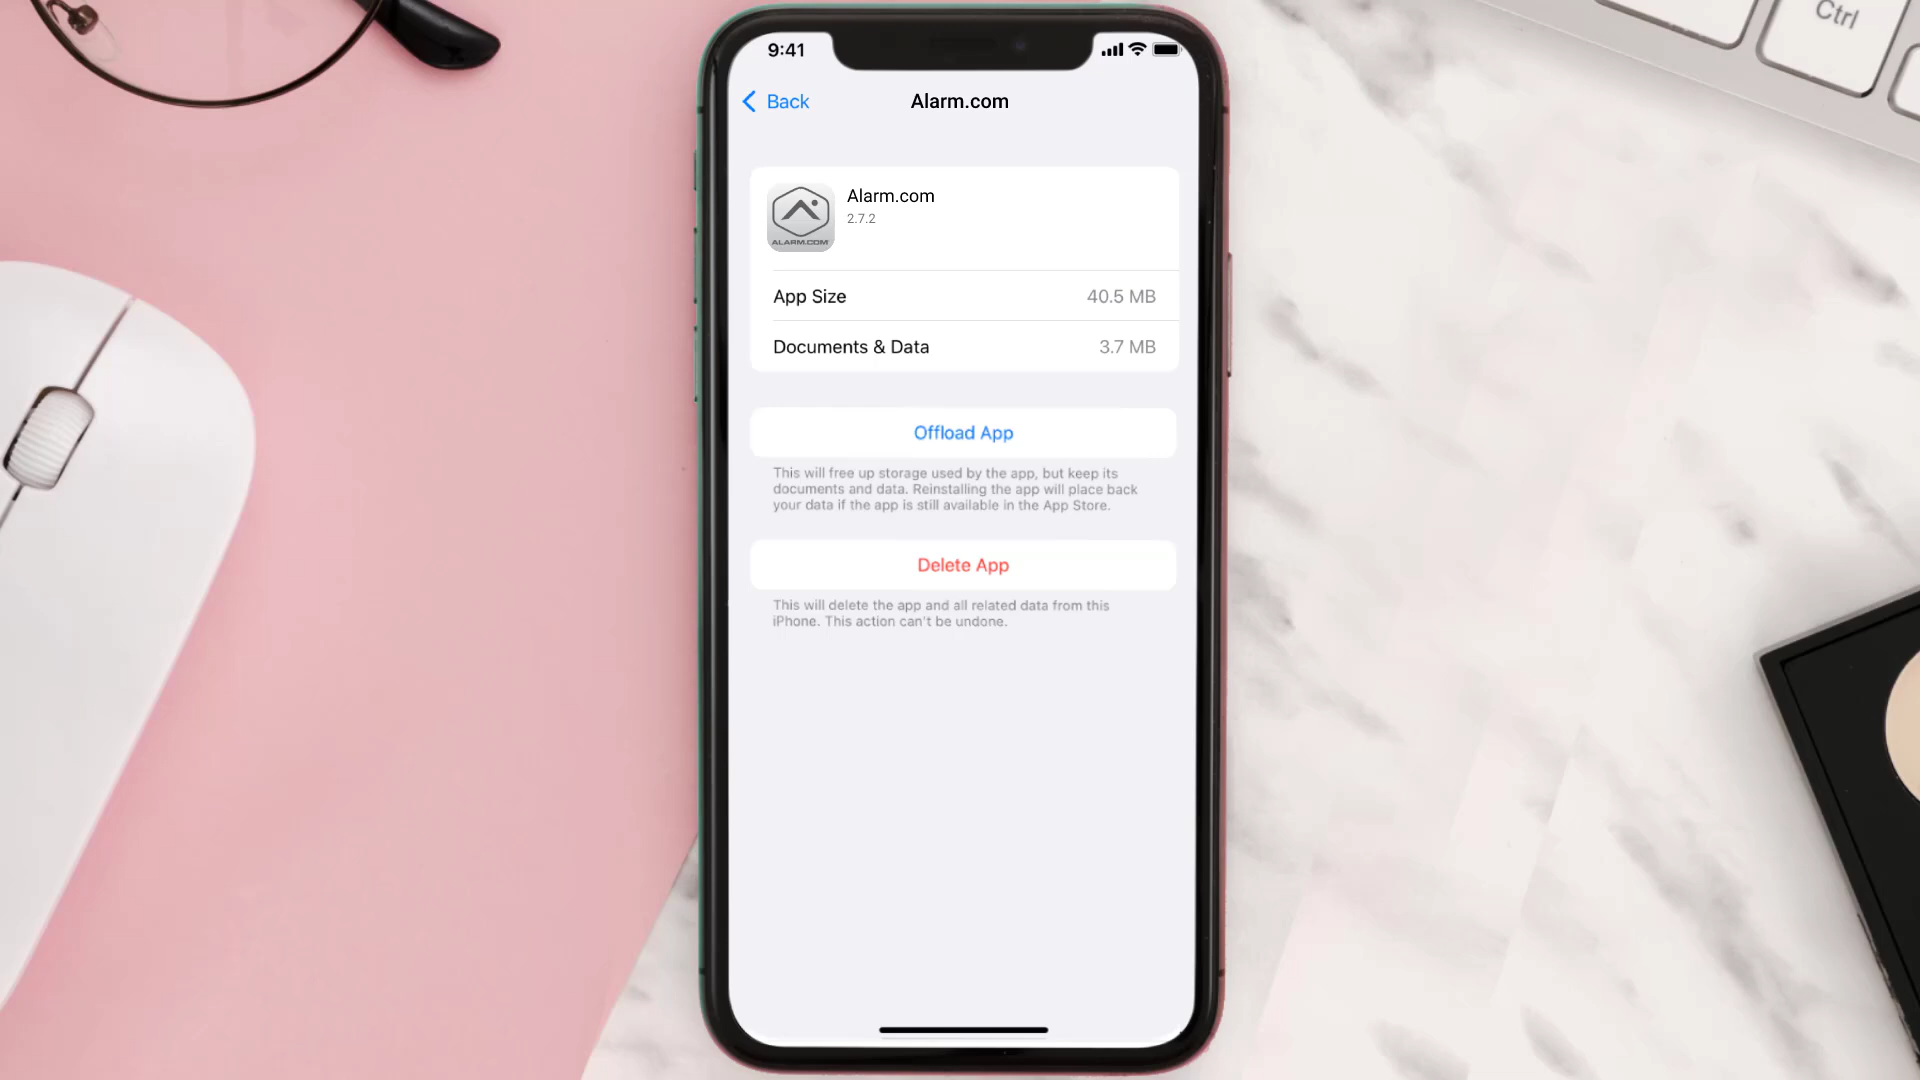 Ctrl
9:41
Back
Alarm.com
Alarm.com
2.7.2
ALARM.COM
App Size
40.5 MB
Documents & Data
3.7 MB
Offload App
This will free up storage used by the app, but keep its
documents and data. Reinstalling the app will place back
your data if the app is still available in the App Store.
Delete App
This will delete the app and all related data from this
iPhone. This action can't be undone.